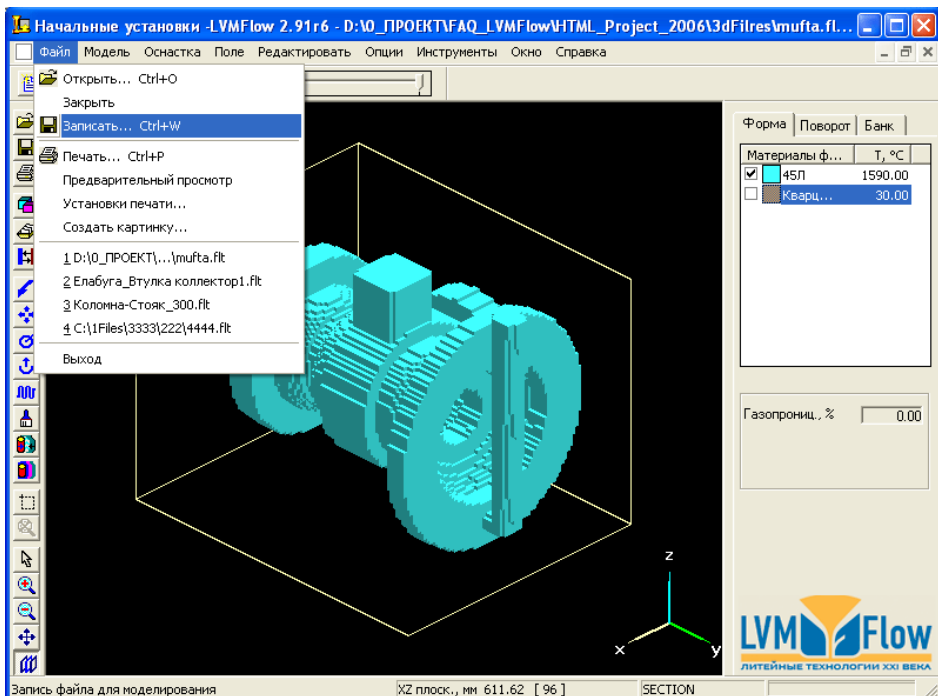 Начальные установки -LVMFlow 2.91r6 - D:\0_ПРОЕКТ\FAQ_LVMFlow\HTML_Project_2006\3dFilres\mufta.fl...
Файл Модель Оснастка Поле Редактировать Опции Инструменты Окно Справка
Открыть... Ctrl+O
Закрыть
Записать... Ctrl+W
Печать... Ctrl+P
Предварительный просмотр
Установки печати...
Создать картинку...
1 D:\0_ПРОЕКТ\...\mufta.flt
2 Елабуга_Втулка коллектор1.flt
3 Коломна-Стояк_300.flt
4 C:\1Files\3333\222\4444.flt
Выход
Форма Поворот Банк
Материалы ф... T, °C
45Л 1590.00
Кварц... 30.00
Газопрониц., % 0.00
z
x y
LVM Flow
ЛИТЕЙНЫЕ ТЕХНОЛОГИИ XXI ВЕКА
Запись файла для моделирования XZ плоск., мм 611.62 [ 96 ] SECTION